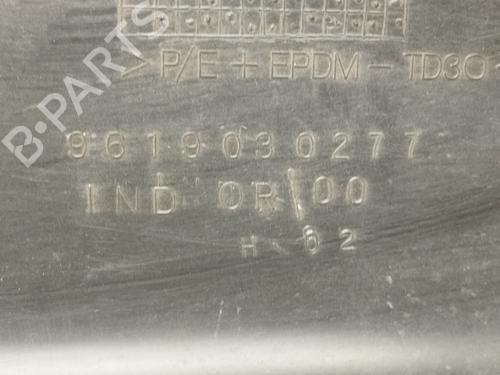 >P/E+EPDM-TD30<
9619030277
IND OR/00
H<62
B-PARTS